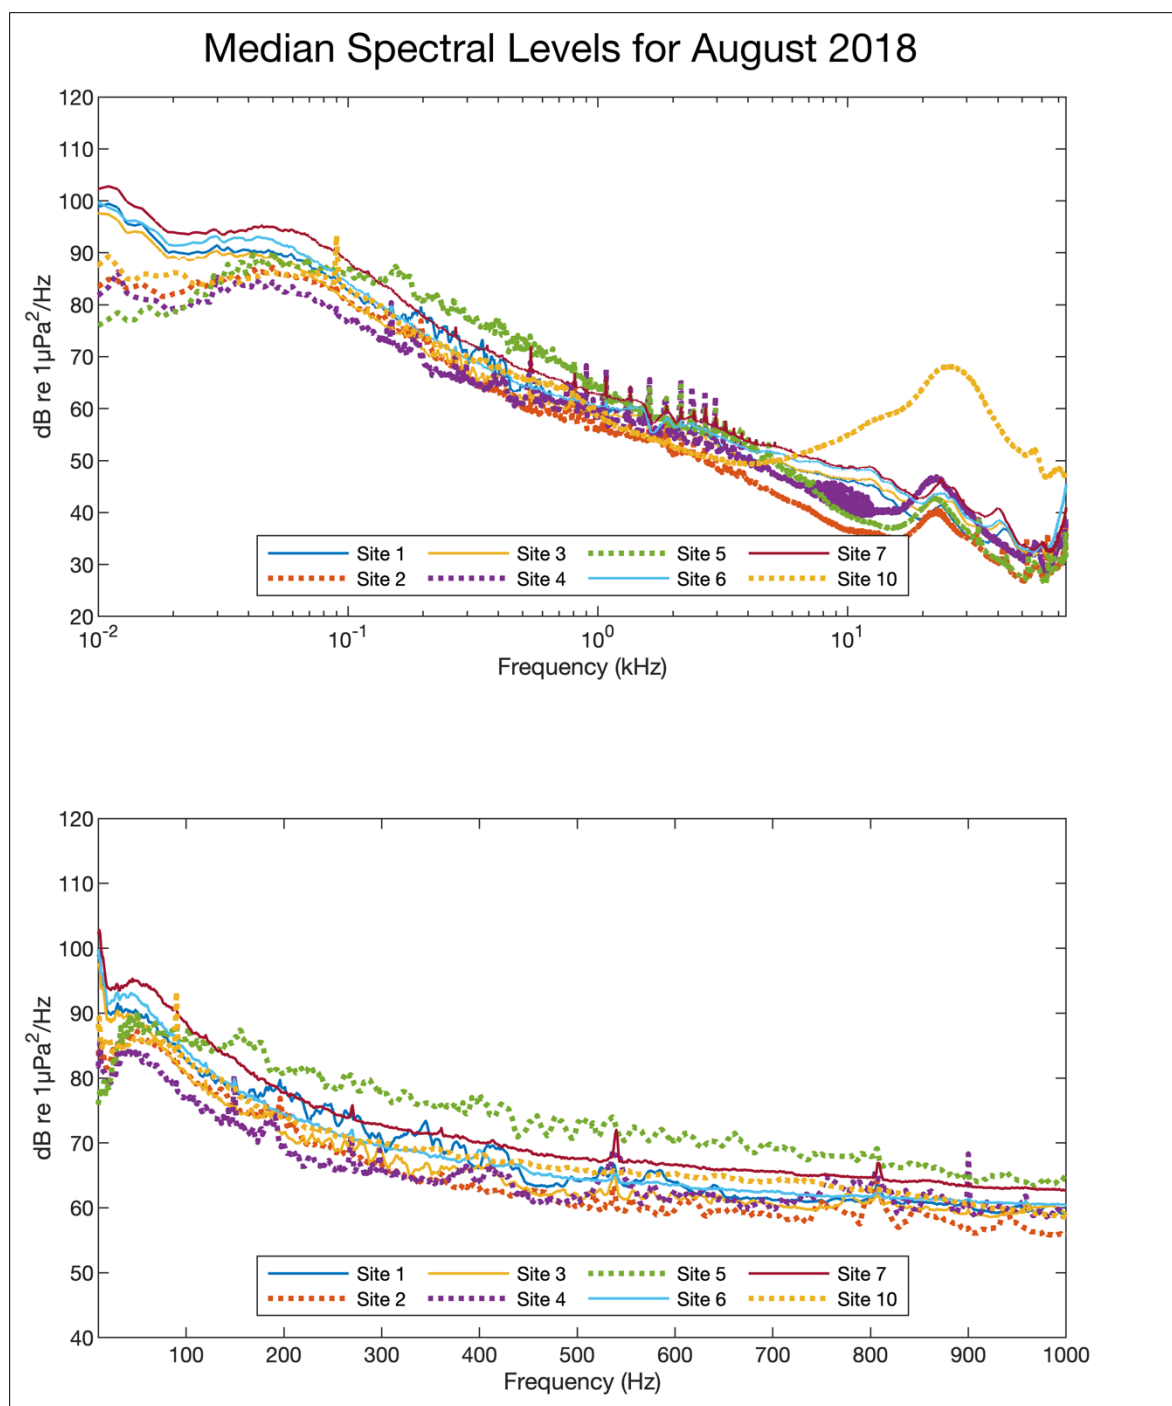 Median Spectral Levels for August 2018
120
110
100
90
80
70
60
50
40
30
20
dB re 1µPa²/Hz
Site 1 Site 3 Site 5 Site 7
Site 2 Site 4 Site 6 Site 10
10⁻² 10⁻¹ 10⁰ 10¹
Frequency (kHz)
120
110
100
90
80
70
60
50
40
dB re 1µPa²/Hz
Site 1 Site 3 Site 5 Site 7
Site 2 Site 4 Site 6 Site 10
100 200 300 400 500 600 700 800 900 1000
Frequency (Hz)